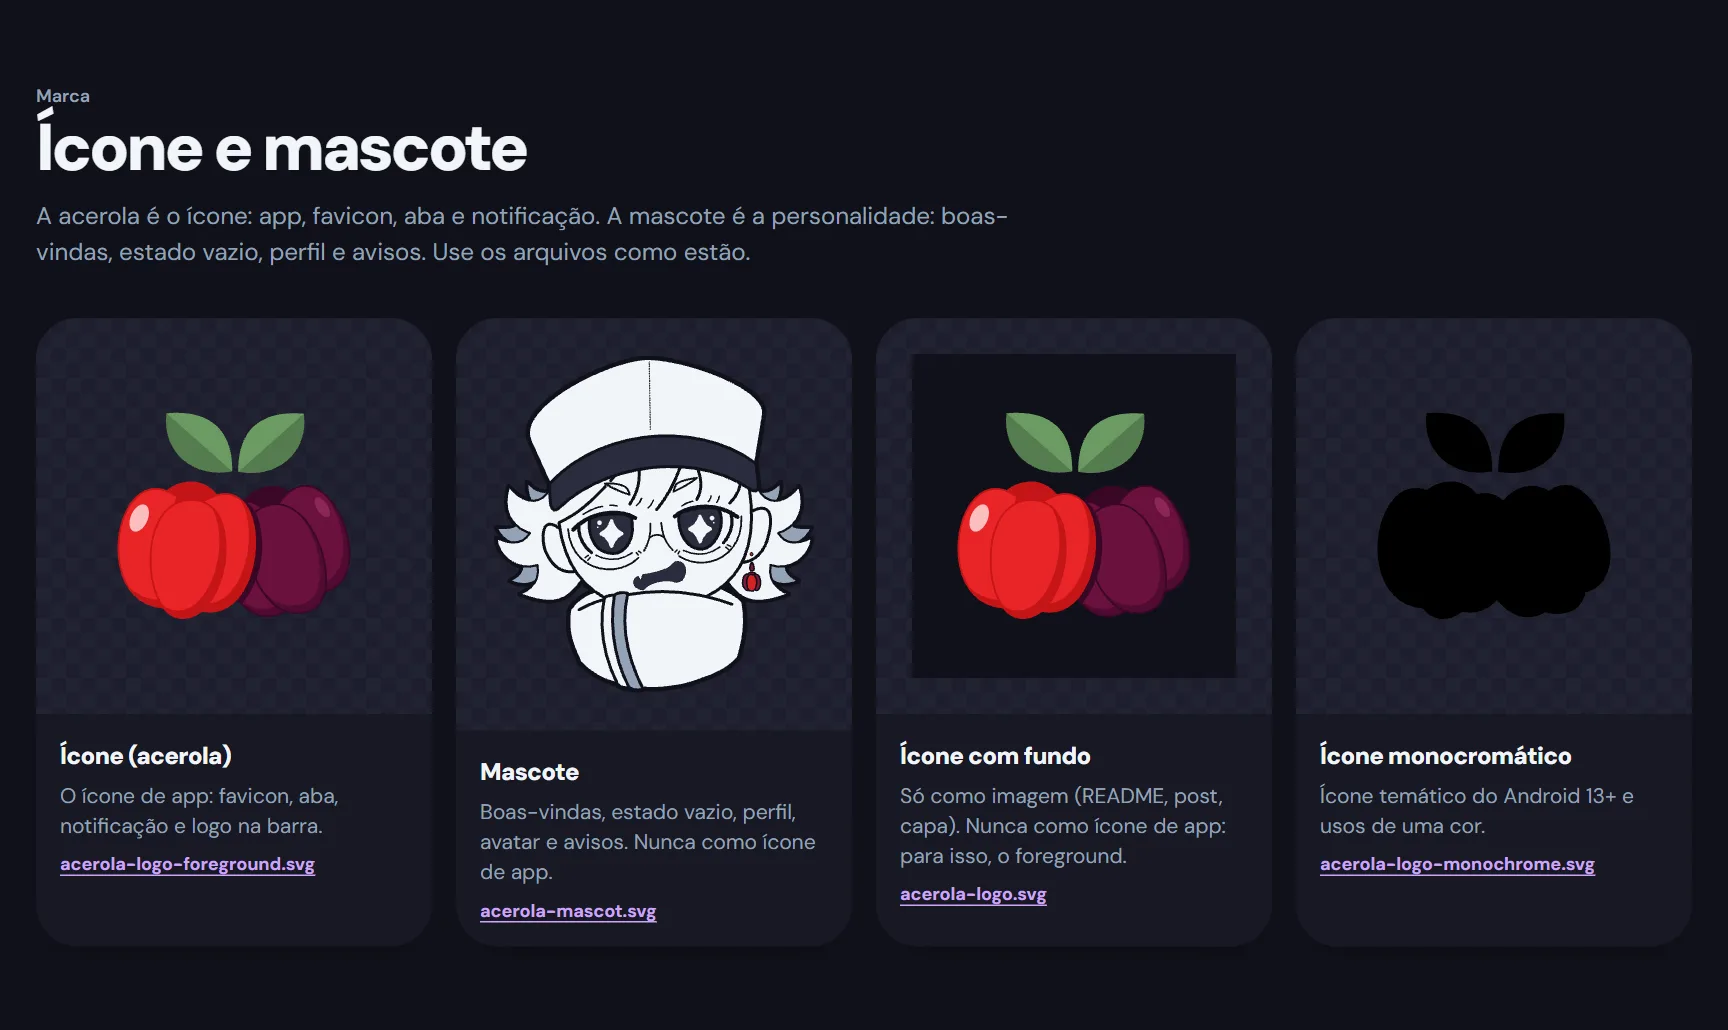 Marca
Ícone e mascote
A acerola é o ícone: app, favicon, aba e notificação. A mascote é a personalidade: boas-
vindas, estado vazio, perfil e avisos. Use os arquivos como estão.
Ícone (acerola)
O ícone de app: favicon, aba,
notificação e logo na barra.
acerola-logo-foreground.svg
Mascote
Boas-vindas, estado vazio, perfil,
avatar e avisos. Nunca como ícone
de app.
acerola-mascot.svg
Ícone com fundo
Só como imagem (README, post,
capa). Nunca como ícone de app:
para isso, o foreground.
acerola-logo.svg
Ícone monocromático
Ícone temático do Android 13+ e
usos de uma cor.
acerola-logo-monochrome.svg